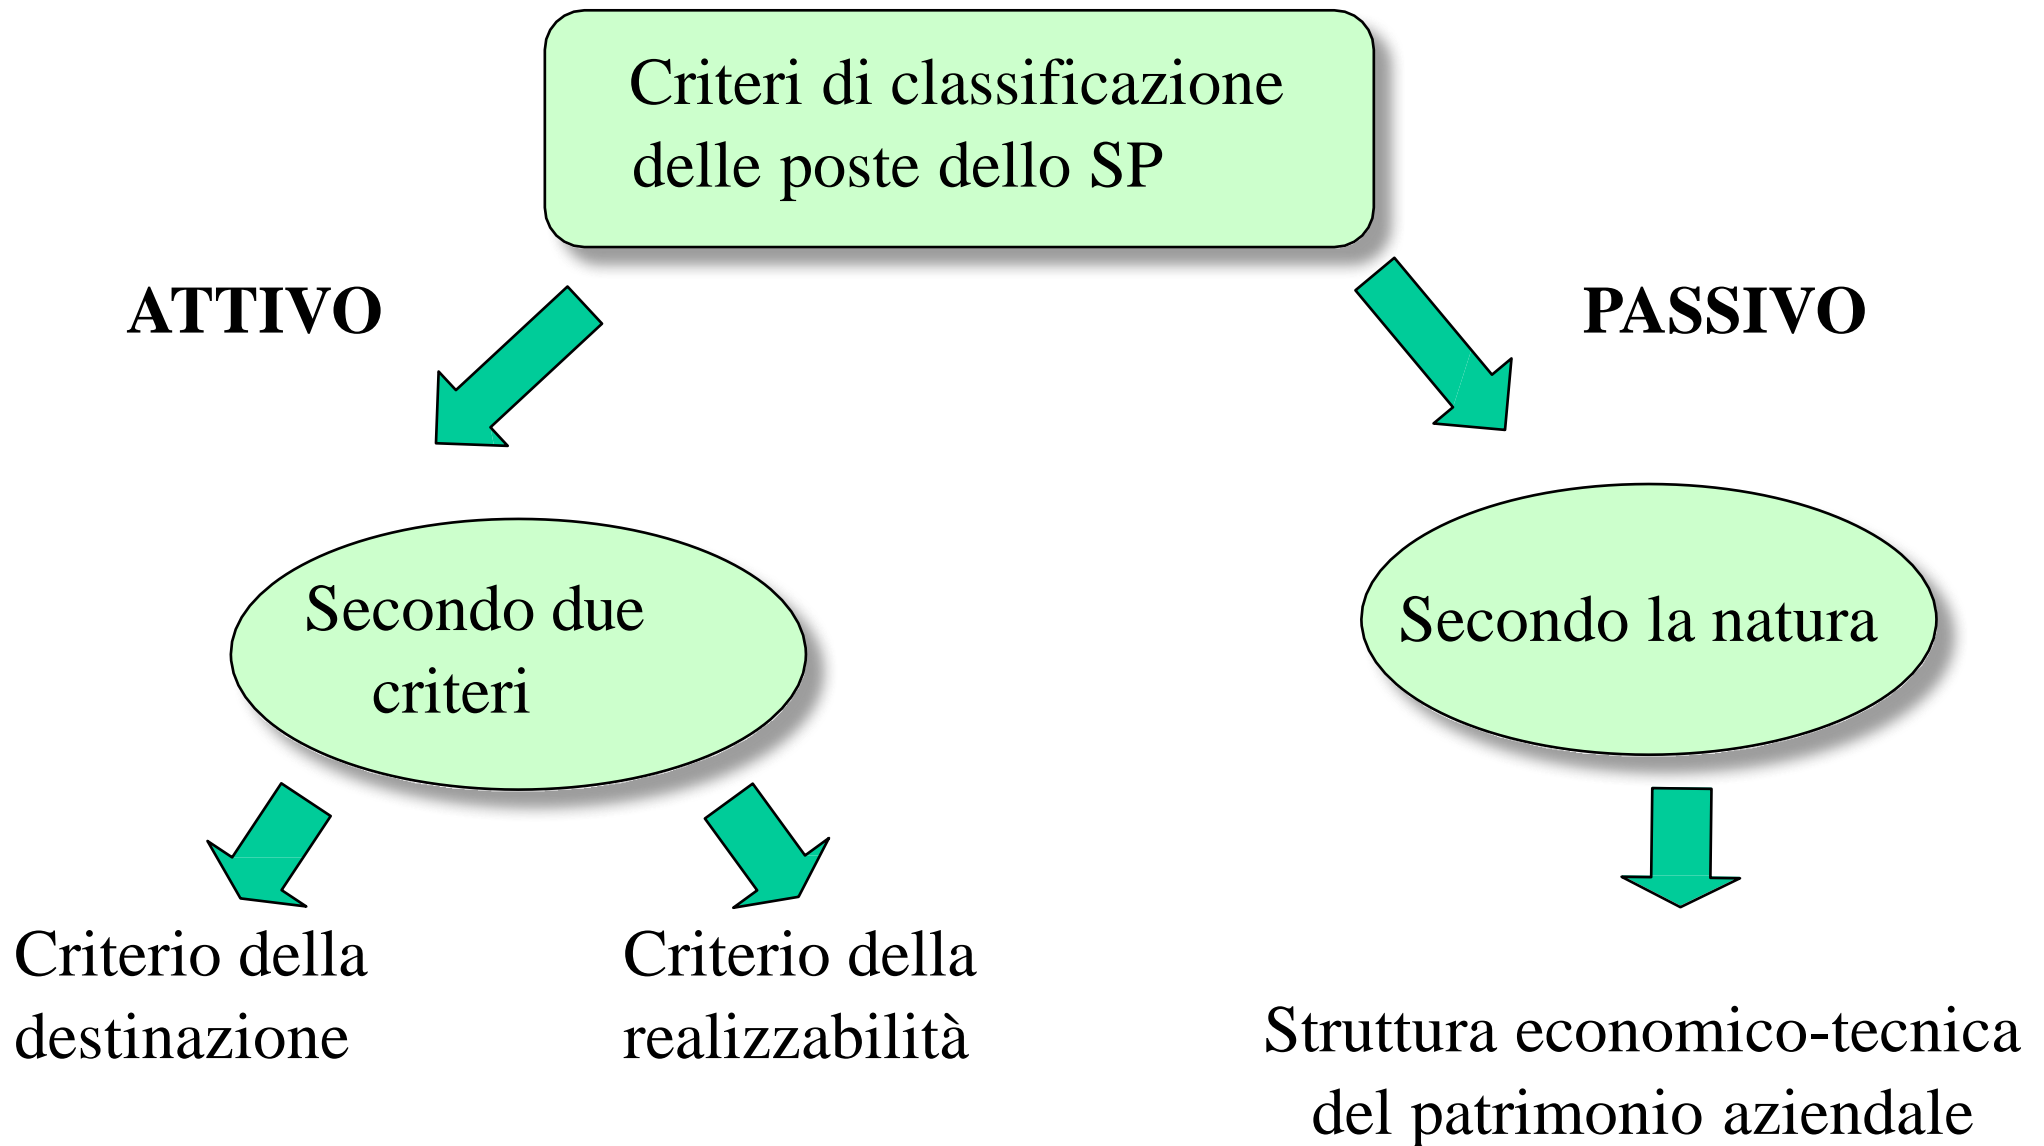 Criteri di classificazione
delle poste dello SP
ATTIVO
PASSIVO
Secondo due
criteri
Secondo la natura
Criterio della
destinazione
Criterio della
realizzabilità
Struttura economico-tecnica
del patrimonio aziendale